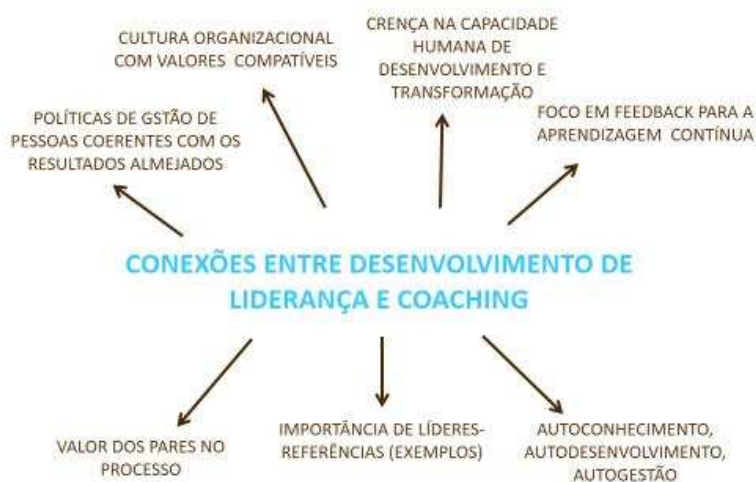 CULTURA ORGANIZACIONAL
COM VALORES COMPATÍVEIS
CRENÇA NA CAPACIDADE
HUMANA DE
DESENVOLVIMENTO E
TRANSFORMAÇÃO
POLÍTICAS DE GSTÃO DE
PESSOAS COERENTES COM OS
RESULTADOS ALMEJADOS
FOCO EM FEEDBACK PARA A
APRENDIZAGEM CONTÍNUA
CONEXÕES ENTRE DESENVOLVIMENTO DE
LIDERANÇA E COACHING
VALOR DOS PARES NO
PROCESSO
IMPORTÂNCIA DE LÍDERES-
REFERÊNCIAS (EXEMPLOS)
AUTOCONHECIMENTO,
AUTODESENVOLVIMENTO,
AUTOGESTÃO